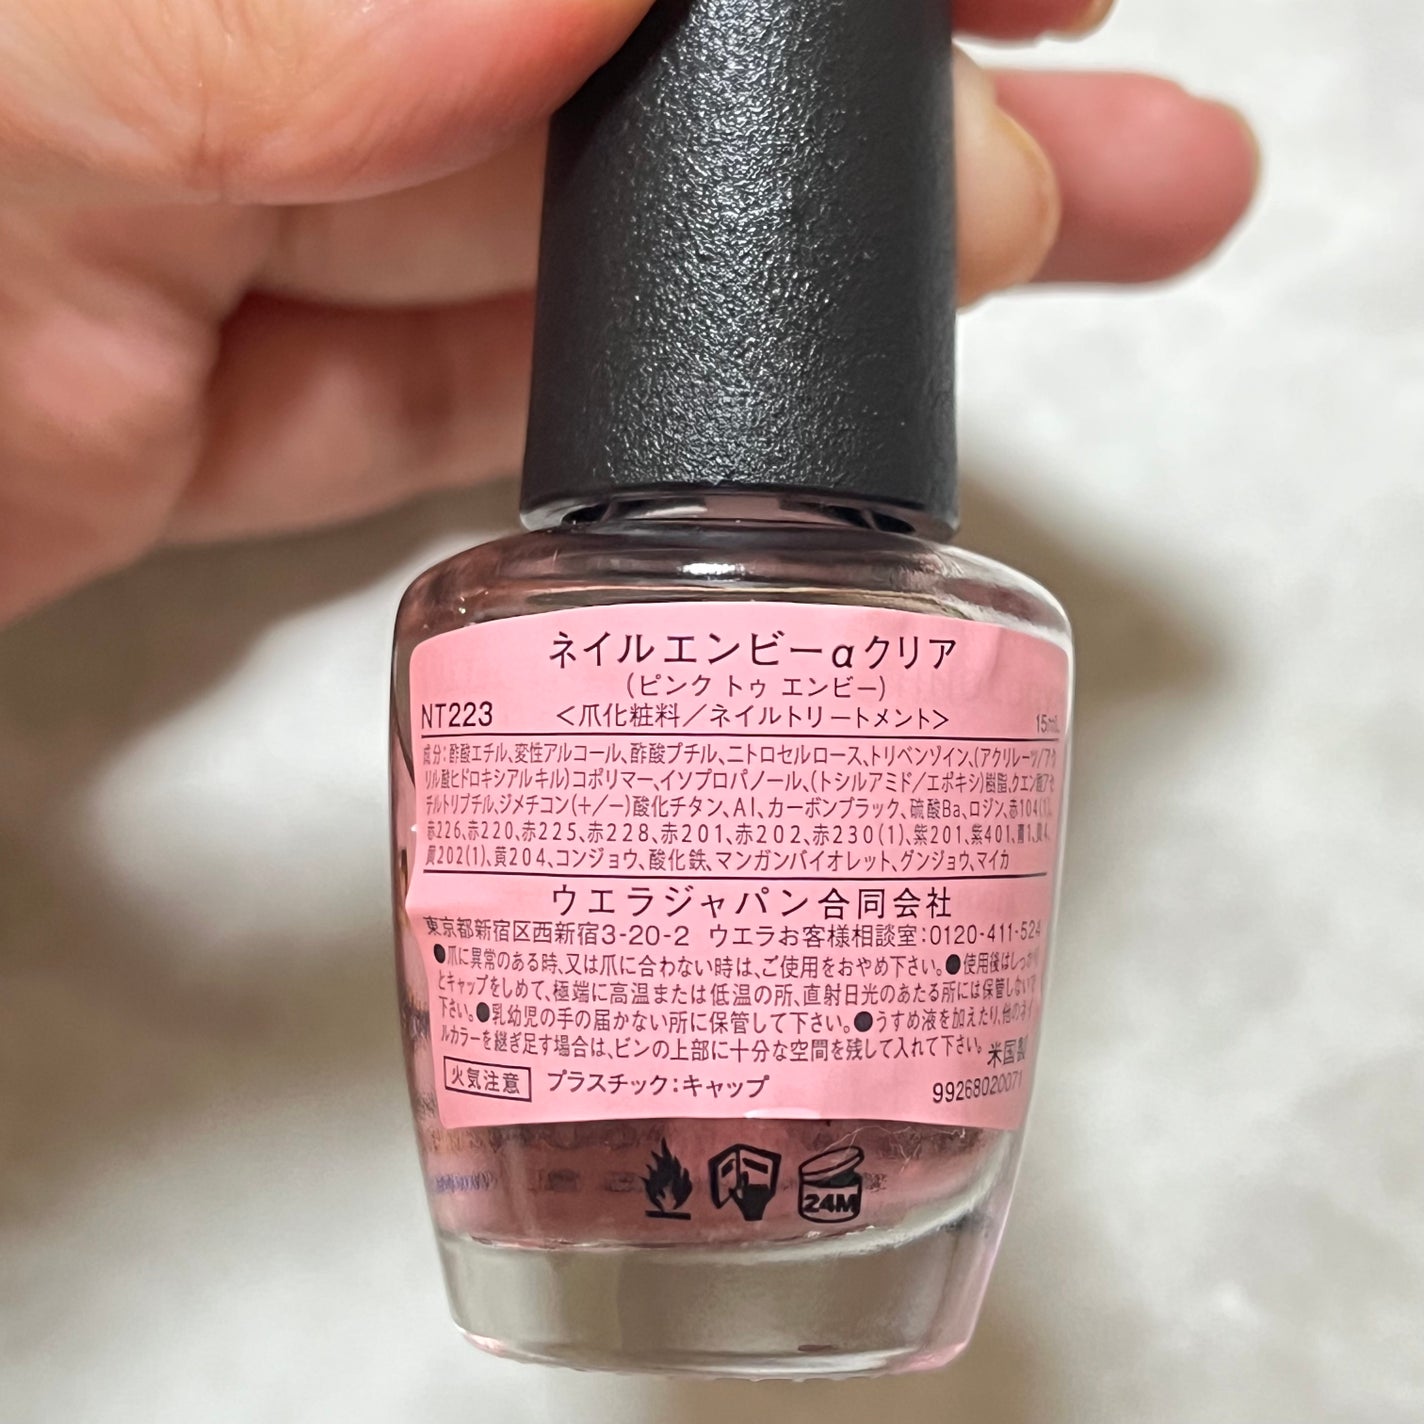 ネイルエンビーαクリア
(ピンク トゥ エンビー)
NT223 <爪化粧料/ネイルトリートメント> 15mL
成分:酢酸エチル、変性アルコール、酢酸ブチル、ニトロセルロース、トリベンゾイン、(アクリレーツ/アク
リル酸ヒドロキシアルキル)コポリマー、イソプロパノール、(トシルアミド/エポキシ)樹脂、クエン酸アセ
チルトリブチル、ジメチコン(+/−)酸化チタン、Al、カーボンブラック、硫酸Ba、ロジン、赤104(1)、
赤226、赤220、赤225、赤228、赤201、赤202、赤230(1)、紫201、紫401、青1、黄4、
黄202(1)、黄204、コンジョウ、酸化鉄、マンガンバイオレット、グンジョウ、マイカ
ウエラジャパン合同会社
東京都新宿区西新宿3-20-2 ウエラお客様相談室:0120-411-524
●爪に異常のある時、又は爪に合わない時は、ご使用をおやめ下さい。●使用後はしっかり
とキャップをしめて、極端に高温または低温の所、直射日光のあたる所には保管しないで
下さい。●乳幼児の手の届かない所に保管して下さい。●うすめ液を加えたり、他のネイ
ルカラーを継ぎ足す場合は、ビンの上部に十分な空間を残して入れて下さい。 米国製
火気注意 プラスチック:キャップ 99268020071
24M